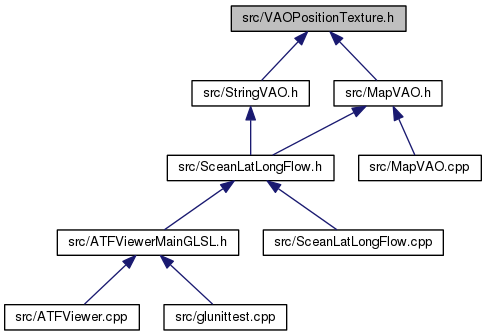 src/VAOPositionTexture.h
src/StringVAO.h
src/MapVAO.h
src/SceanLatLongFlow.h
src/MapVAO.cpp
src/ATFViewerMainGLSL.h
src/SceanLatLongFlow.cpp
src/ATFViewer.cpp
src/glunittest.cpp